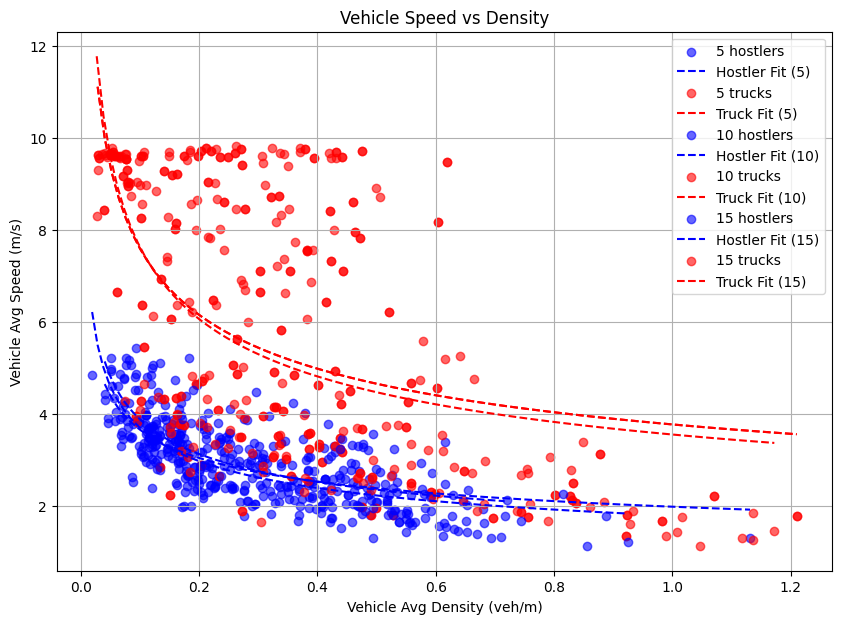 Vehicle Speed vs Density
12
10
8
6
4
2
Vehicle Avg Speed (m/s)
5 hostlers
Hostler Fit (5)
5 trucks
Truck Fit (5)
10 hostlers
Hostler Fit (10)
10 trucks
Truck Fit (10)
15 hostlers
Hostler Fit (15)
15 trucks
Truck Fit (15)
0.0 0.2 0.4 0.6 0.8 1.0 1.2
Vehicle Avg Density (veh/m)